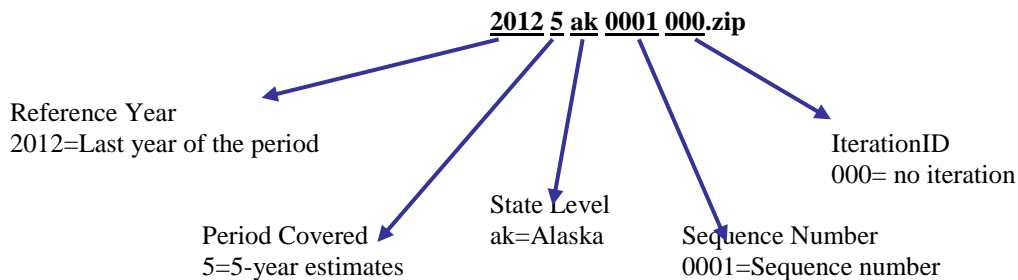 2012 5 ak 0001 000.zip
Reference Year
2012=Last year of the period
IterationID
000= no iteration
State Level
ak=Alaska
Period Covered
5=5-year estimates
Sequence Number
0001=Sequence number